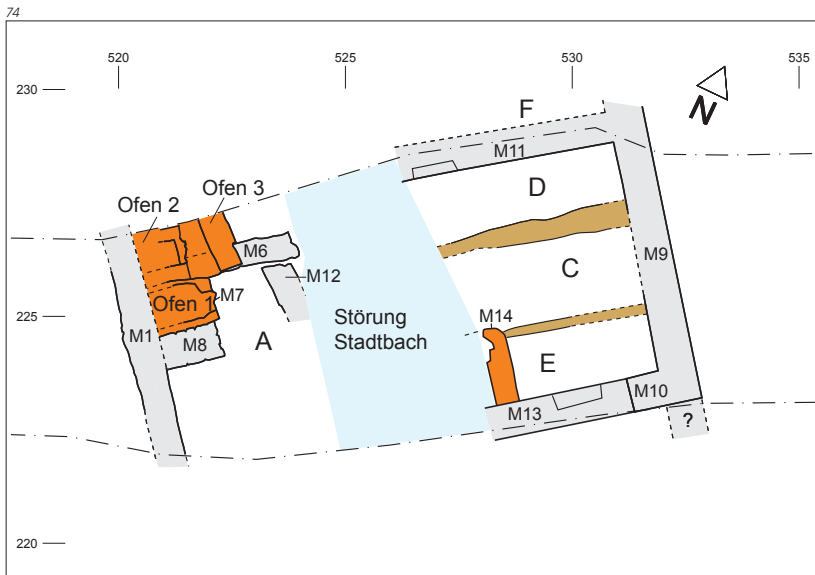 74
520
525
530
535
230
F
N
M11
Ofen 3
D
Ofen 2
M6
M9
C
M12
M7
Ofen 1
225
M14
Störung
M1
A
M8
Stadtbach
E
M10
M13
?
220